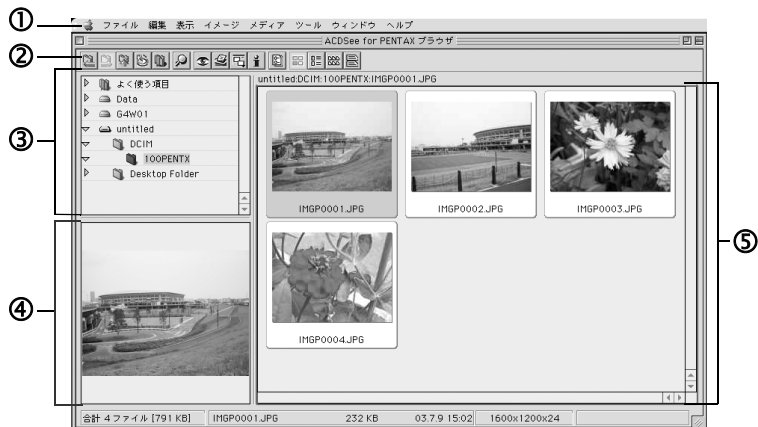 ①
ファイル 編集 表示 イメージ メディア ツール ウィンドウ ヘルプ
ACDSee for PENTAX ブラウザ
②
③
よく使う項目
Data
G4W01
untitled
DCIM
100PENTX
Desktop Folder
untitled:DCIM:100PENTX:IMGP0001.JPG
IMGP0001.JPG
IMGP0002.JPG
IMGP0003.JPG
IMGP0004.JPG
④
⑤
合計 4 ファイル [791 KB]
IMGP0001.JPG 232 KB 03.7.9 15:02
1600x1200x24